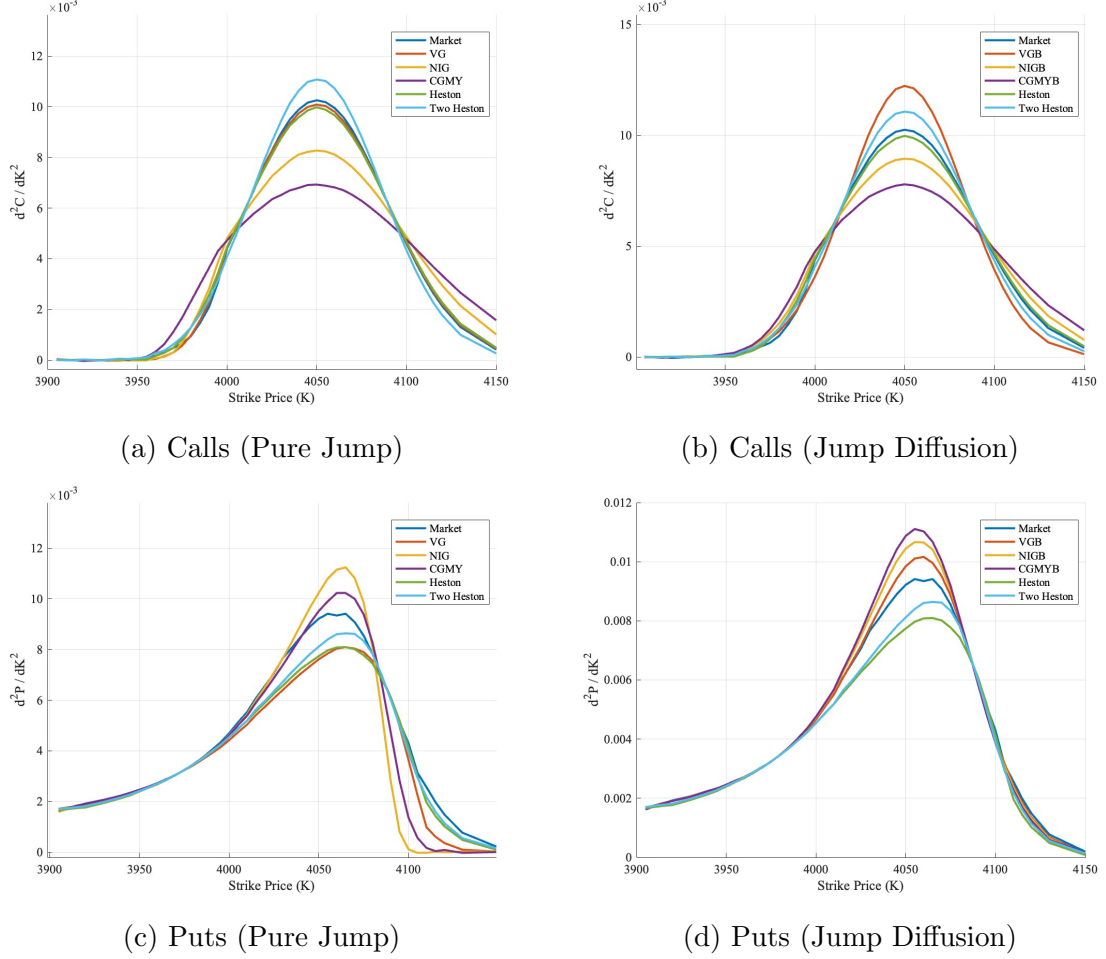 ×10⁻³
12
10
8
6
4
2
0
d²C / dK²
3900
3950
4000
4050
4100
4150
Strike Price (K)
Market
VG
NIG
CGMY
Heston
Two Heston
(a) Calls (Pure Jump)
×10⁻³
15
10
5
0
d²C / dK²
3950
4000
4050
4100
4150
Strike Price (K)
Market
VGB
NIGB
CGMYB
Heston
Two Heston
(b) Calls (Jump Diffusion)
×10⁻³
12
10
8
6
4
2
0
d²P / dK²
3900
3950
4000
4050
4100
Strike Price (K)
Market
VG
NIG
CGMY
Heston
Two Heston
(c) Puts (Pure Jump)
0.012
0.01
0.008
0.006
0.004
0.002
0
d²P / dK²
3900
3950
4000
4050
4100
4150
Strike Price (K)
Market
VGB
NIGB
CGMYB
Heston
Two Heston
(d) Puts (Jump Diffusion)